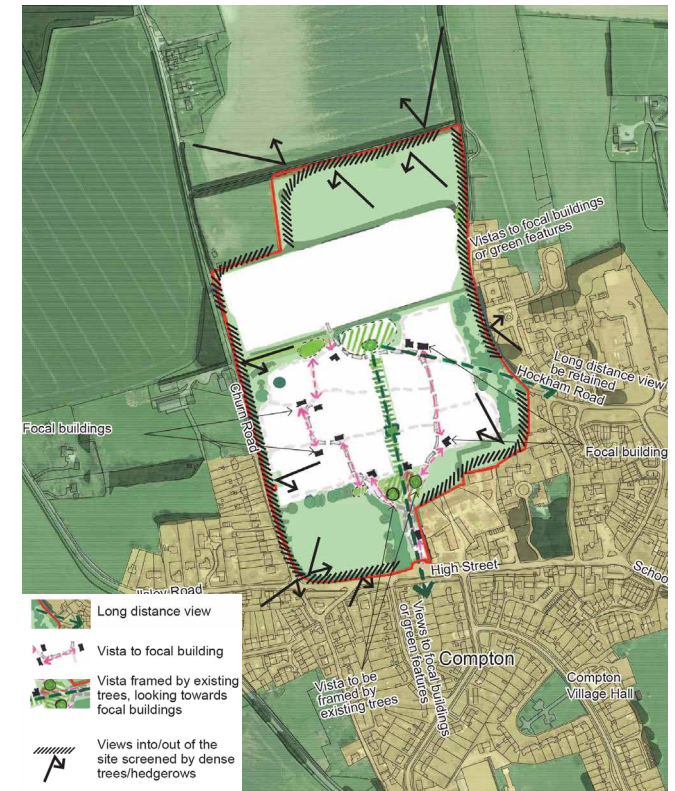 Vistas to focal buildings
or green features
Long distance view
be retained
Hockham Road
Churn Road
Focal buildings
Focal building
High Street
Schoo
Ilsley Road
Views to focal buildings
or green features
Compton
Vista to be
framed by
existing trees
Compton
Village Hall
Long distance view
Vista to focal building
Vista framed by existing
trees, looking towards
focal buildings
Views into/out of the
site screened by dense
trees/hedgerows